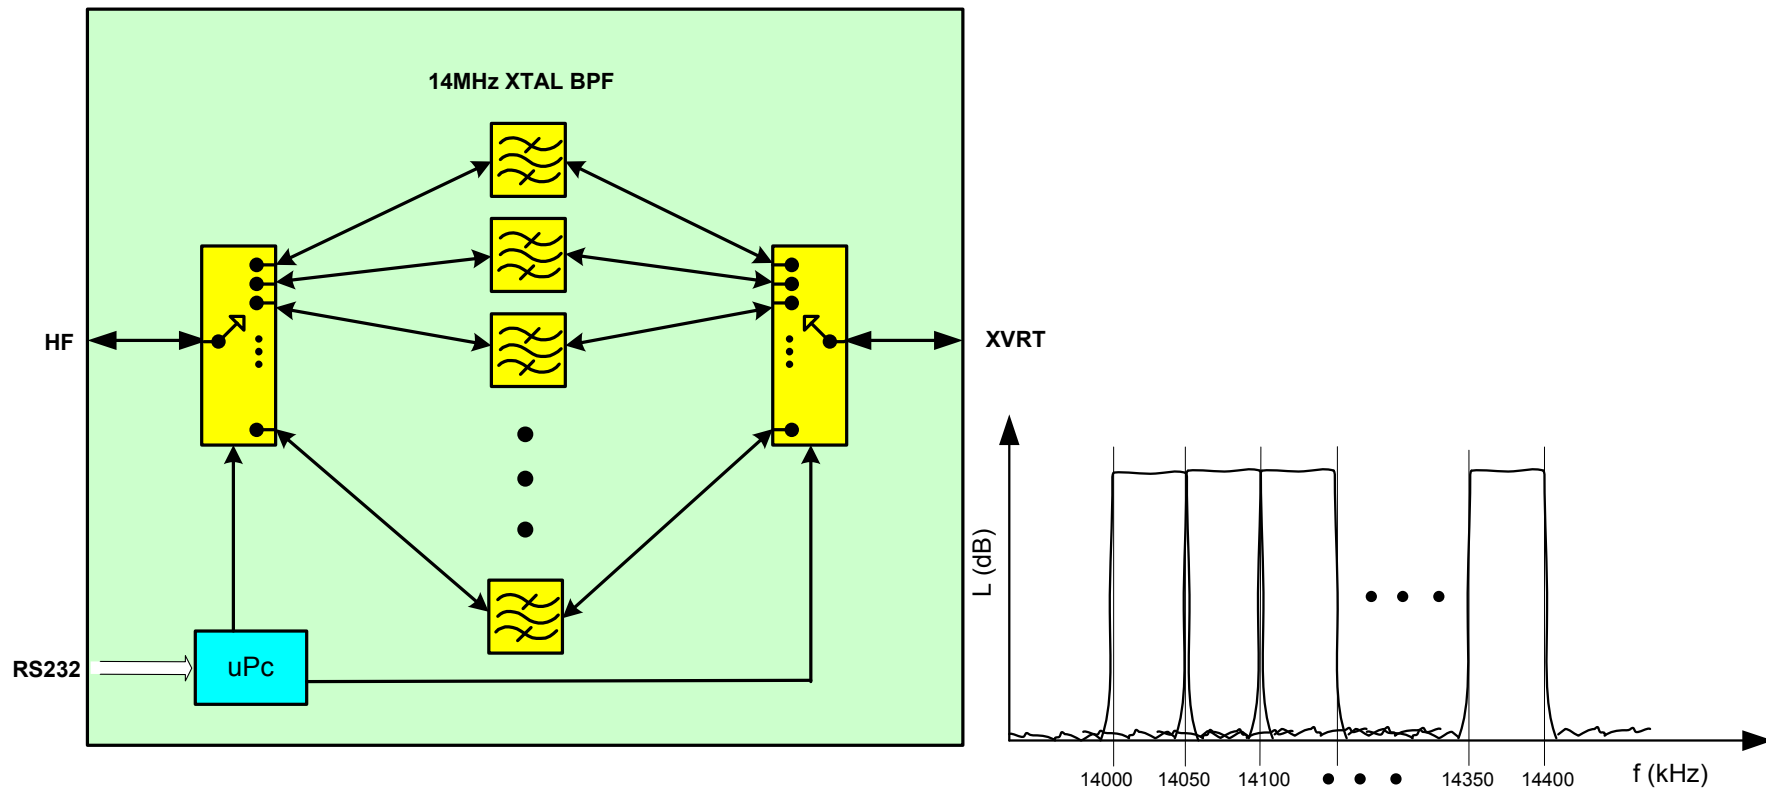 14MHz XTAL BPF
HF
XVRT
RS232
uPc
L (dB)
14000 14050 14100 14350 14400 f (kHz)